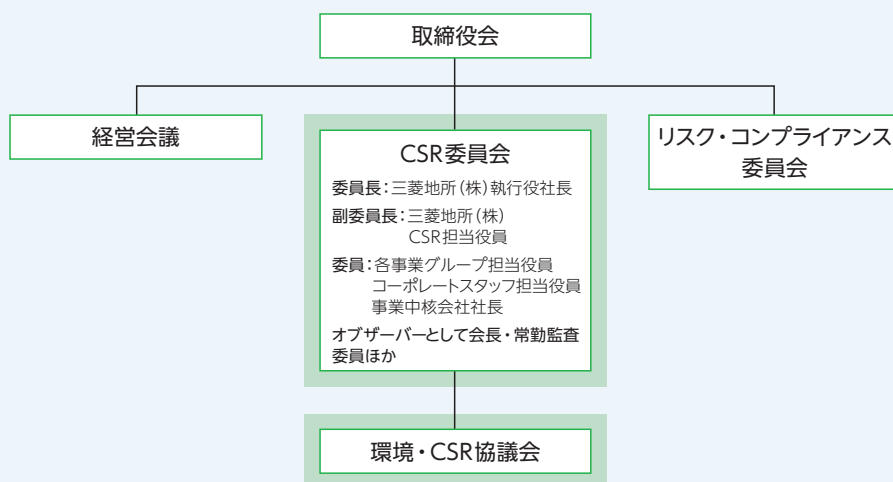 取締役会
経営会議
CSR委員会
委員長:三菱地所(株)執行役社長
副委員長:三菱地所(株)
CSR担当役員
委員:各事業グループ担当役員
コーポレートスタッフ担当役員
事業中核会社社長
オブザーバーとして会長・常勤監査
委員ほか
リスク・コンプライアンス
委員会
環境・CSR協議会